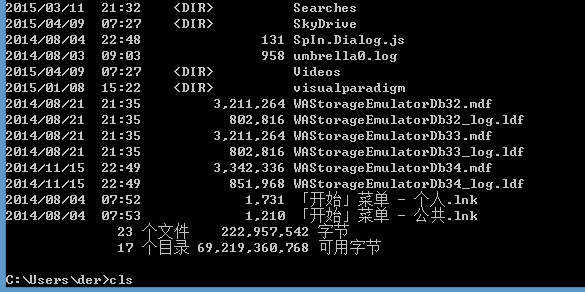 2015/03/11  21:32    <DIR>          Searches
2015/04/09  07:27    <DIR>          SkyDrive
2014/08/04  22:48               131 SpIn.Dialog.js
2014/08/03  09:03               958 umbrella0.log
2015/04/09  07:27    <DIR>          Videos
2015/01/08  15:22    <DIR>          visualparadigm
2014/08/21  21:35         3,211,264 WAStorageEmulatorDb32.mdf
2014/08/21  21:35           802,816 WAStorageEmulatorDb32_log.ldf
2014/08/21  21:35         3,211,264 WAStorageEmulatorDb33.mdf
2014/08/21  21:35           802,816 WAStorageEmulatorDb33_log.ldf
2014/11/15  22:49         3,342,336 WAStorageEmulatorDb34.mdf
2014/11/15  22:49           851,968 WAStorageEmulatorDb34_log.ldf
2014/08/04  07:52             1,731 「开始」菜单 - 个人.lnk
2014/08/04  07:53             1,210 「开始」菜单 - 公共.lnk
23 个文件    222,957,542 字节
17 个目录 69,219,360,768 可用字节
C:\Users\der>cls